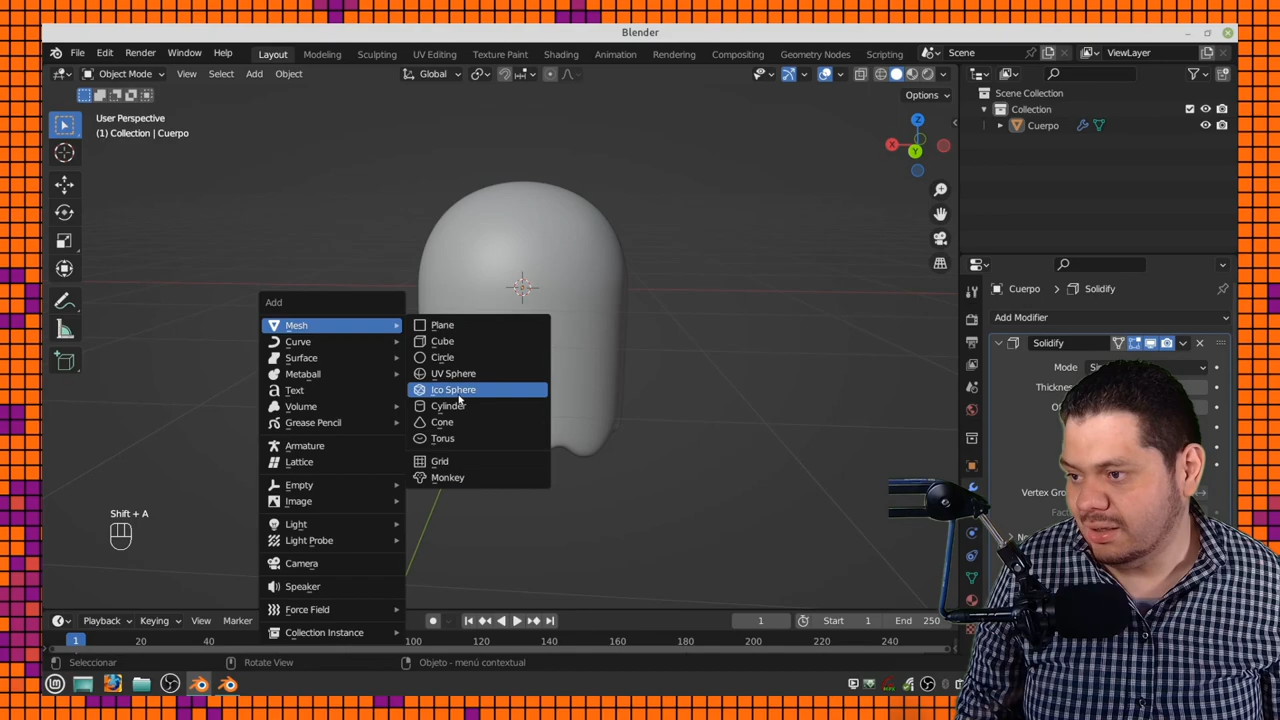 Blender
File Edit Render Window Help
Layout Modeling Sculpting UV Editing Texture Paint Shading Animation Rendering Compositing Geometry Nodes Scripting
Scene
ViewLayer
Object Mode View Select Add Object
Global
Options
User Perspective
(1) Collection | Cuerpo
Z
X
Y
Scene Collection
Collection
Cuerpo
Add
Mesh
Curve
Surface
Metaball
Text
Volume
Grease Pencil
Armature
Lattice
Empty
Image
Light
Light Probe
Camera
Speaker
Force Field
Collection Instance
Plane
Cube
Circle
UV Sphere
Ico Sphere
Cylinder
Cone
Torus
Grid
Monkey
Shift + A
Cuerpo
Solidify
Add Modifier
Solidify
Mode
Thickness
Vertex
Playback Keying View Marker
1
Start 1
End 250
1 20 40 100 120 140 160 180 200 220 240
Seleccionar
Rotate View
Objeto - menú contextual